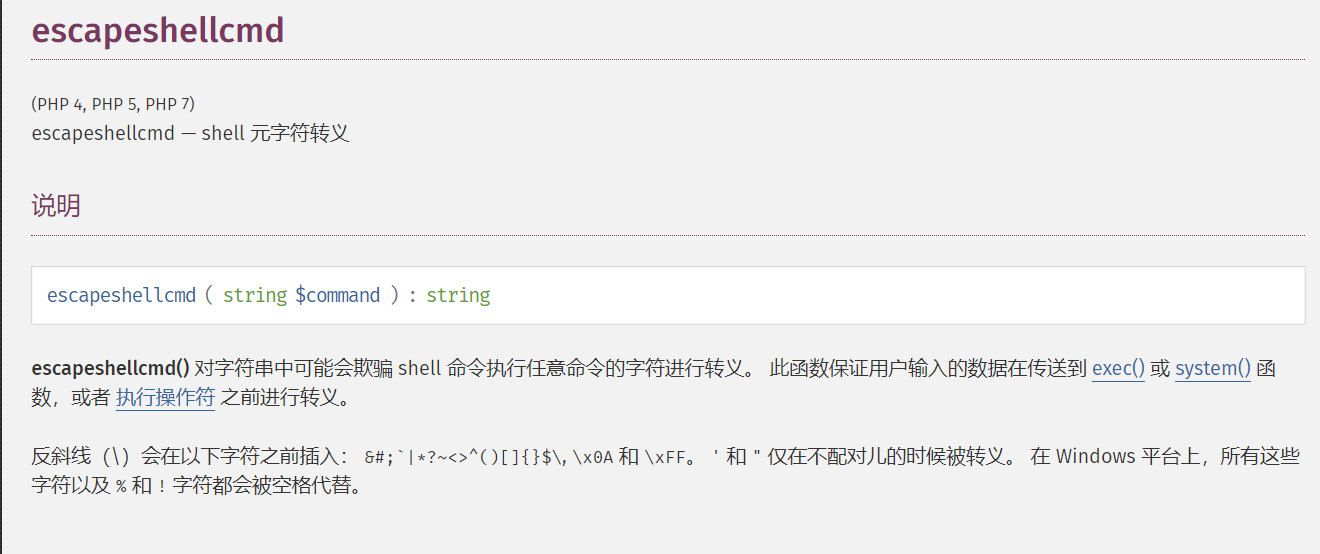 escapeshellcmd
(PHP 4, PHP 5, PHP 7)
escapeshellcmd — shell 元字符转义
说明
escapeshellcmd ( string $command ) : string
escapeshellcmd() 对字符串中可能会欺骗 shell 命令执行任意命令的字符进行转义。 此函数保证用户输入的数据在传送到 exec() 或 system() 函
数，或者 执行操作符 之前进行转义。
反斜线（\）会在以下字符之前插入： &#;`|*?~<>^()[]{}$\, \x0A 和 \xFF。 ' 和 " 仅在不配对儿的时候被转义。 在 Windows 平台上，所有这些
字符以及 % 和 ! 字符都会被空格代替。